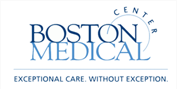 BOSTON
MEDICAL
CENTER
EXCEPTIONAL CARE. WITHOUT EXCEPTION.